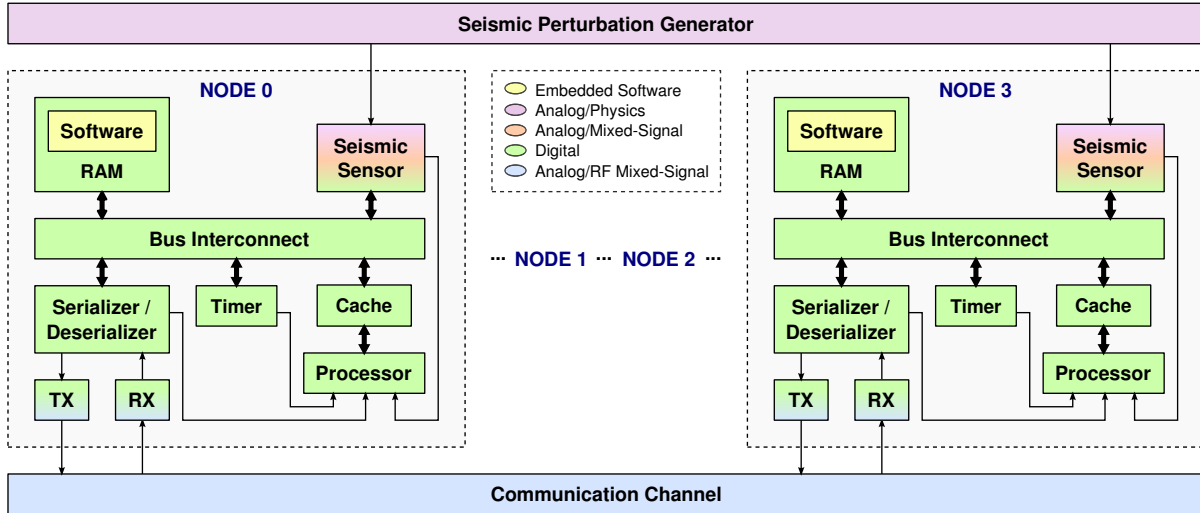 Seismic Perturbation Generator
NODE 0
Software
RAM
Seismic
Sensor
Bus Interconnect
Serializer /
Deserializer
Timer
Cache
Processor
TX
RX
Embedded Software
Analog/Physics
Analog/Mixed-Signal
Digital
Analog/RF Mixed-Signal
··· NODE 1 ··· NODE 2 ···
NODE 3
Software
RAM
Seismic
Sensor
Bus Interconnect
Serializer /
Deserializer
Timer
Cache
Processor
TX
RX
Communication Channel